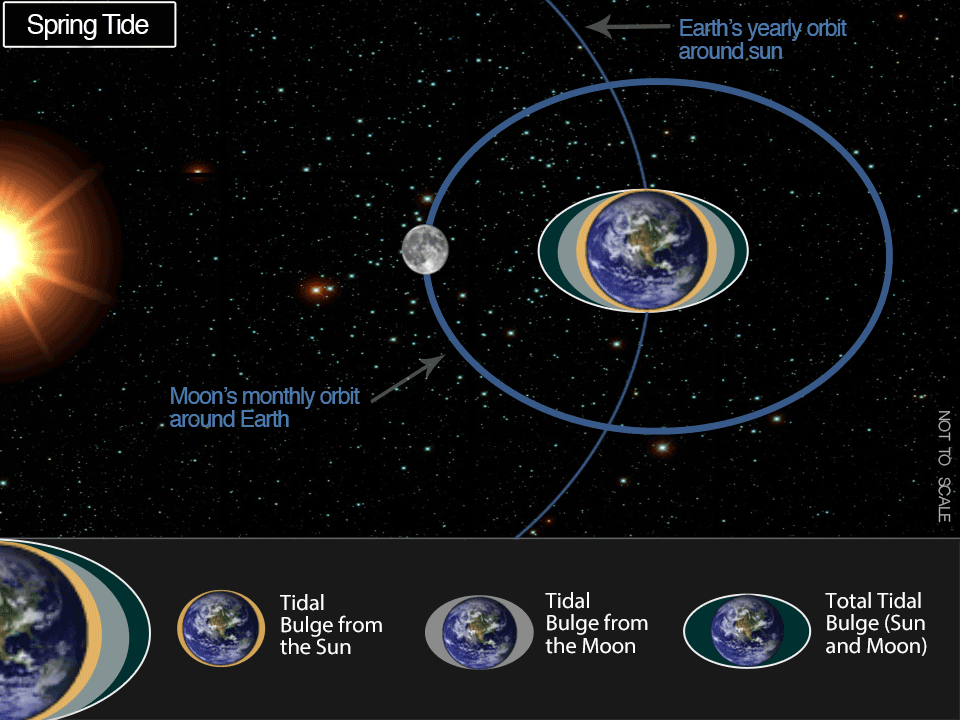 Spring Tide
Earth's yearly orbit
around sun
Moon's monthly orbit
around Earth
NOT TO SCALE
Tidal
Bulge from
the Sun
Tidal
Bulge from
the Moon
Total Tidal
Bulge (Sun
and Moon)